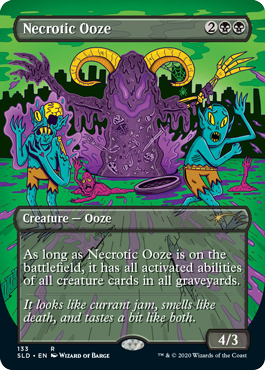 Necrotic Ooze 2
Creature — Ooze
As long as Necrotic Ooze is on the
battlefield, it has all activated abilities
of all creature cards in all graveyards.
It looks like currant jam, smells like
death, and tastes a bit like both.
4/3
133 R
SLD • EN Wizard of Barge
™ & © 2020 Wizards of the Coast